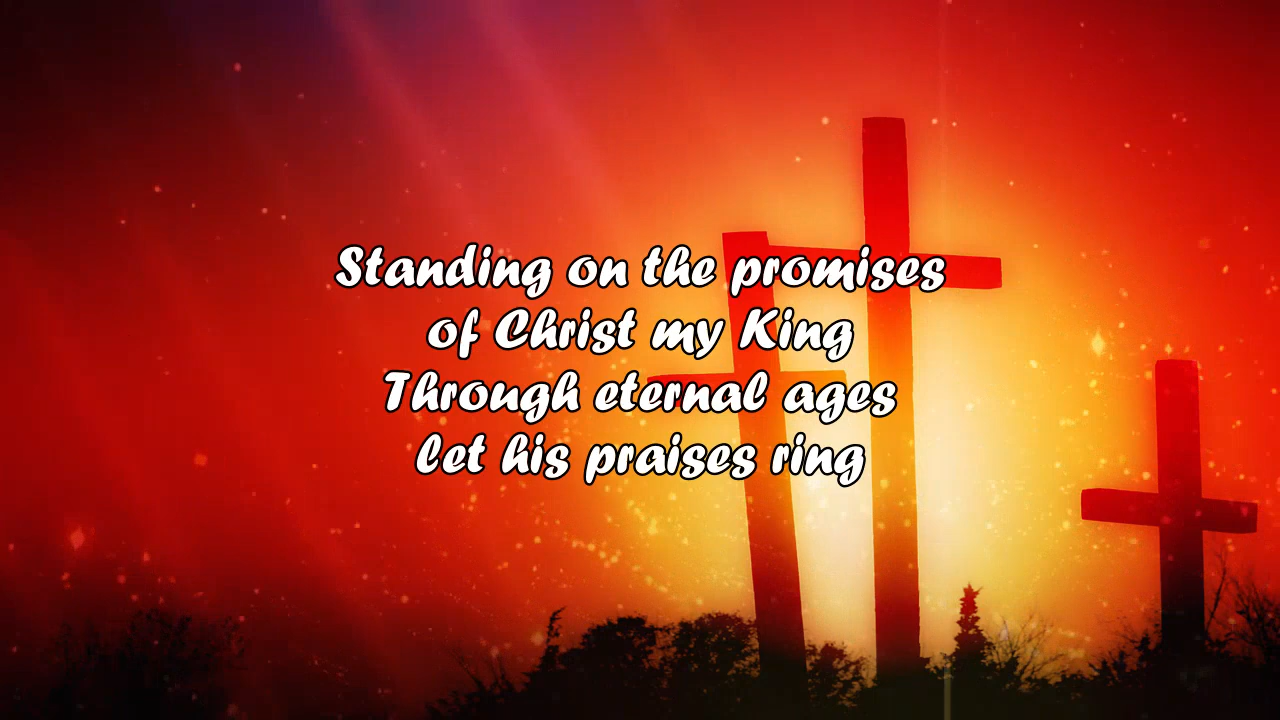 Standing on the promises
of Christ my King
Through eternal ages
let his praises ring